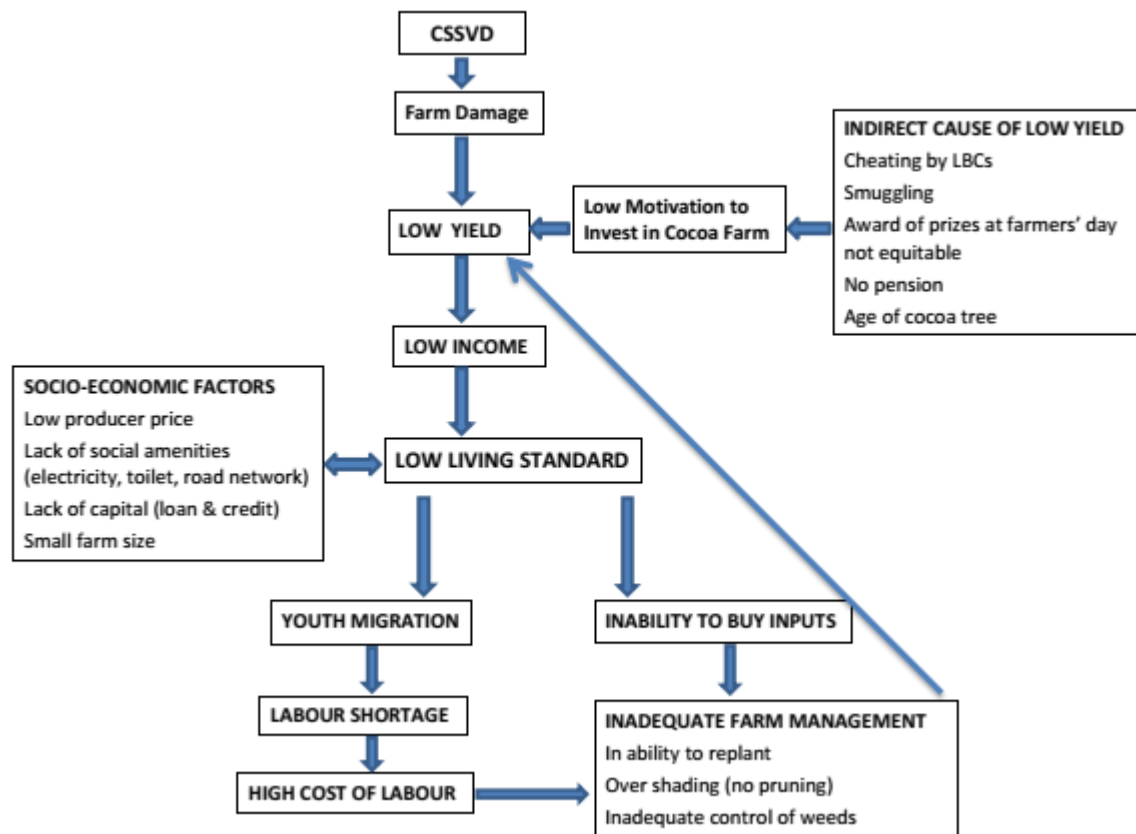 CSSVD
Farm Damage
INDIRECT CAUSE OF LOW YIELD
Cheating by LBCs
Smuggling
Award of prizes at farmers' day
not equitable
No pension
Age of cocoa tree
Low Motivation to
Invest in Cocoa Farm
LOW YIELD
LOW INCOME
SOCIO-ECONOMIC FACTORS
Low producer price
Lack of social amenities
(electricity, toilet, road network)
Lack of capital (loan & credit)
Small farm size
LOW LIVING STANDARD
YOUTH MIGRATION
INABILITY TO BUY INPUTS
LABOUR SHORTAGE
HIGH COST OF LABOUR
INADEQUATE FARM MANAGEMENT
In ability to replant
Over shading (no pruning)
Inadequate control of weeds